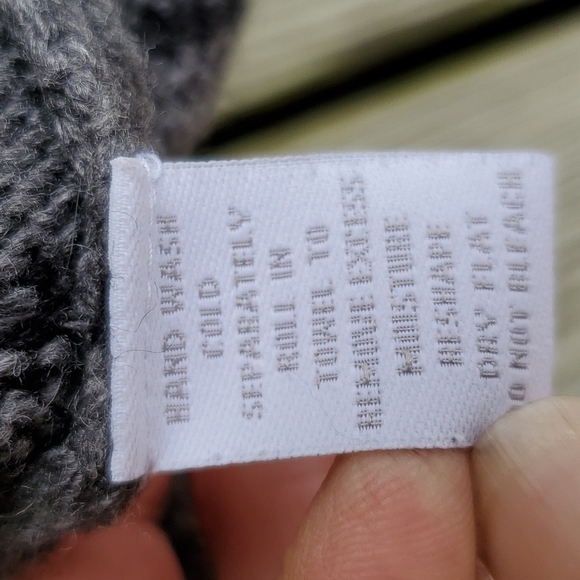 HAND WASH
COLD
SEPARATELY
ROLL IN
TOWEL TO
REMOVE EXCESS
MOISTURE
RESHAPE
DRY FLAT
O NOT BLEACH